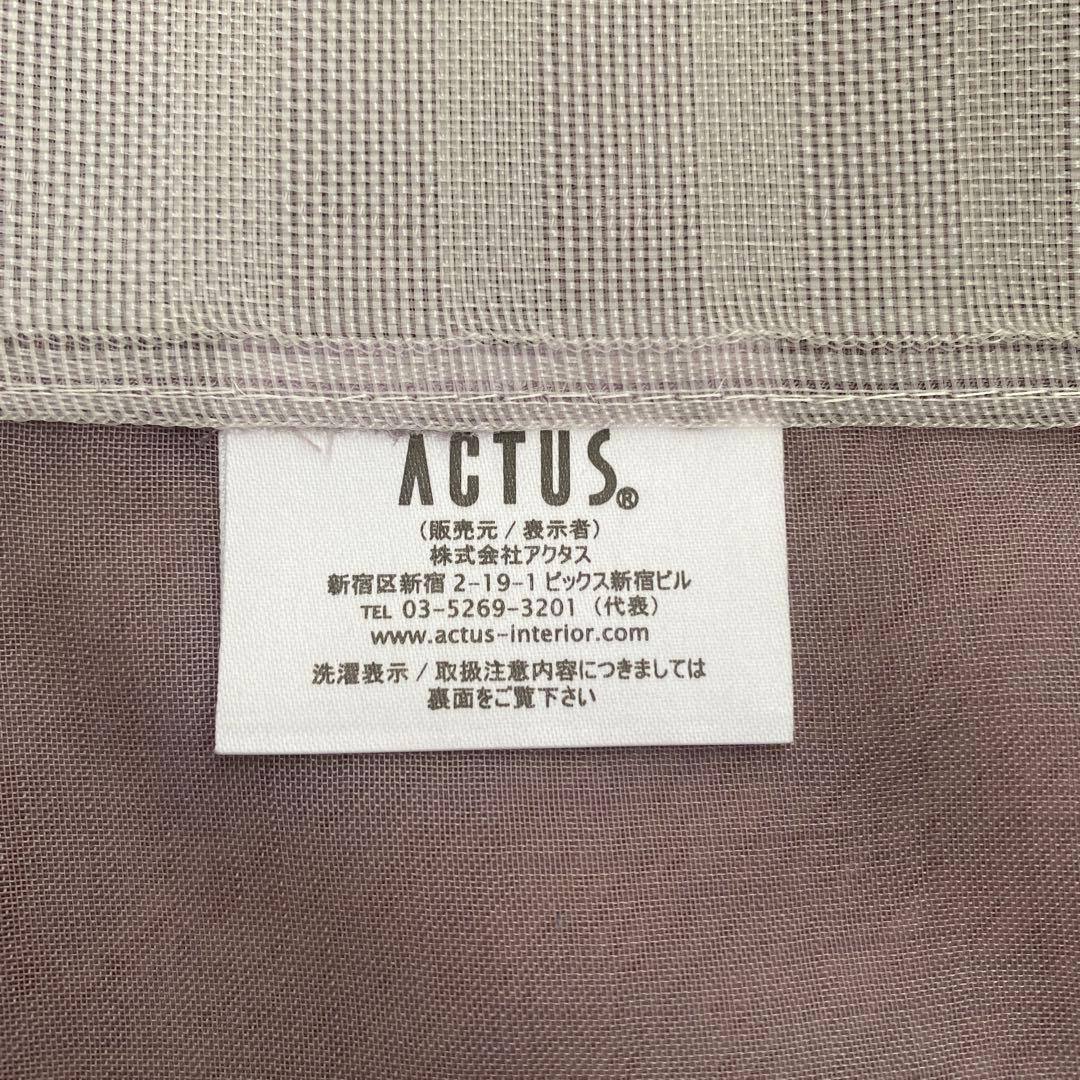 ACTUS®
（販売元 / 表示者）
株式会社アクタス
新宿区新宿 2-19-1 ビックス新宿ビル
TEL 03-5269-3201（代表）
www.actus-interior.com
洗濯表示 / 取扱注意内容につきましては
裏面をご覧下さい